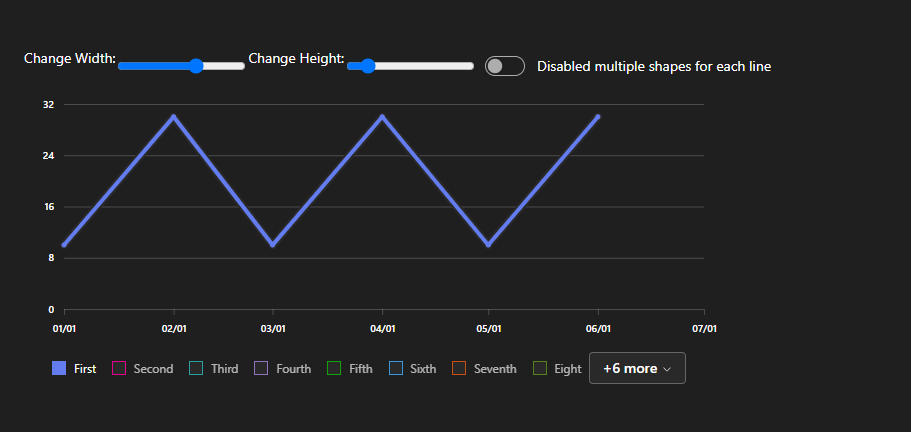 Change Width: Change Height: Disabled multiple shapes for each line
32
24
16
8
0
01/01 02/01 03/01 04/01 05/01 06/01 07/01
First Second Third Fourth Fifth Sixth Seventh Eight +6 more